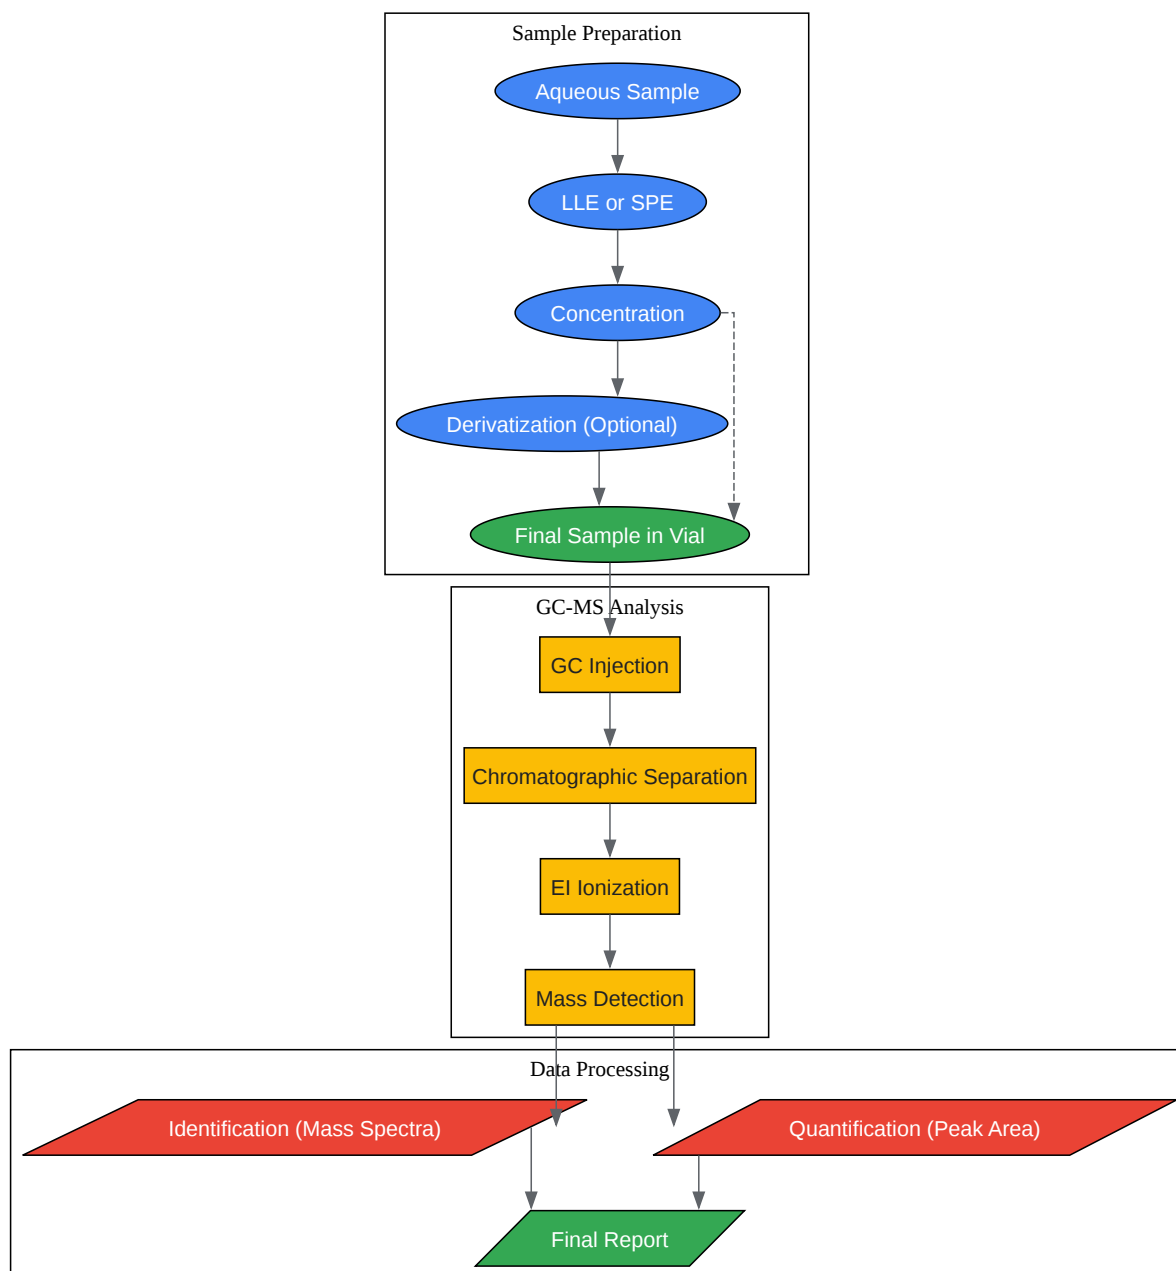 Sample Preparation
Aqueous Sample
LLE or SPE
Concentration
Derivatization (Optional)
Final Sample in Vial
GC-MS Analysis
GC Injection
Chromatographic Separation
EI Ionization
Mass Detection
Data Processing
Identification (Mass Spectra)
Quantification (Peak Area)
Final Report